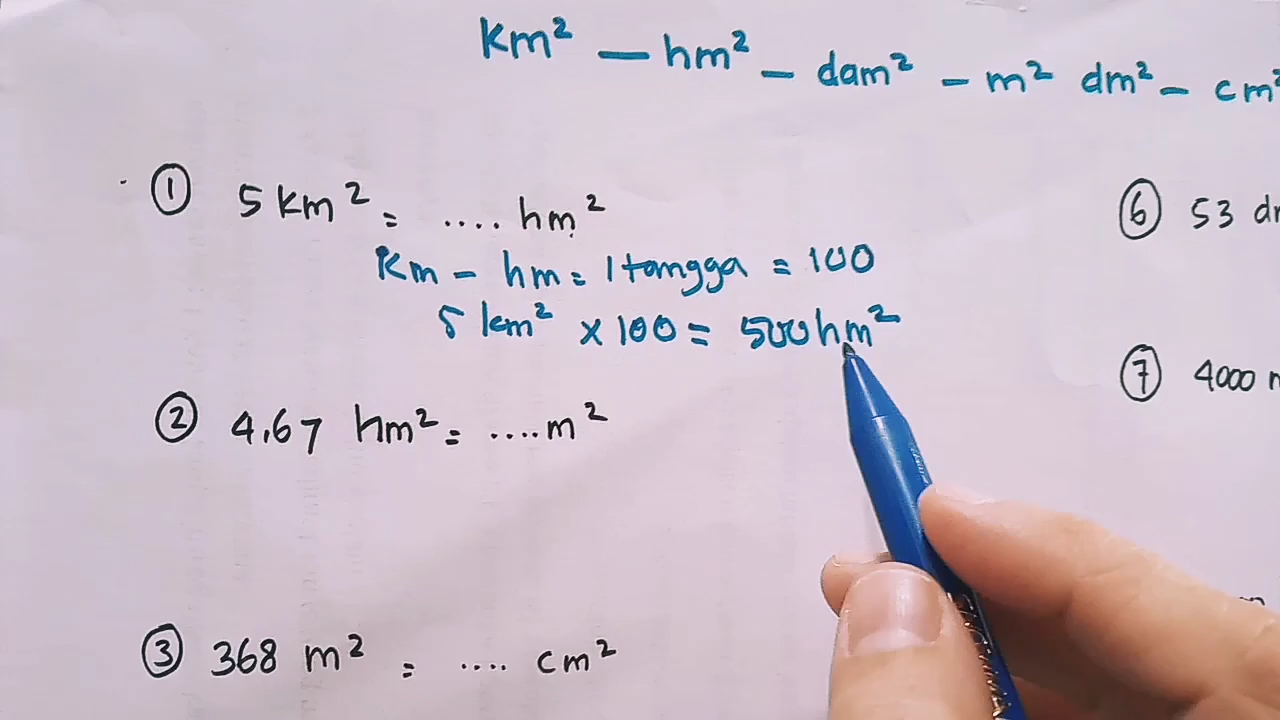 km² – hm² – dam² – m² dm² – cm²
① 5 km² = .... hm²
Km – hm = 1 tangga = 100
5 km² × 100 = 500 hm²
② 4,67 hm² = .... m²
③ 368 m² = .... cm²
⑥ 53
⑦ 4000